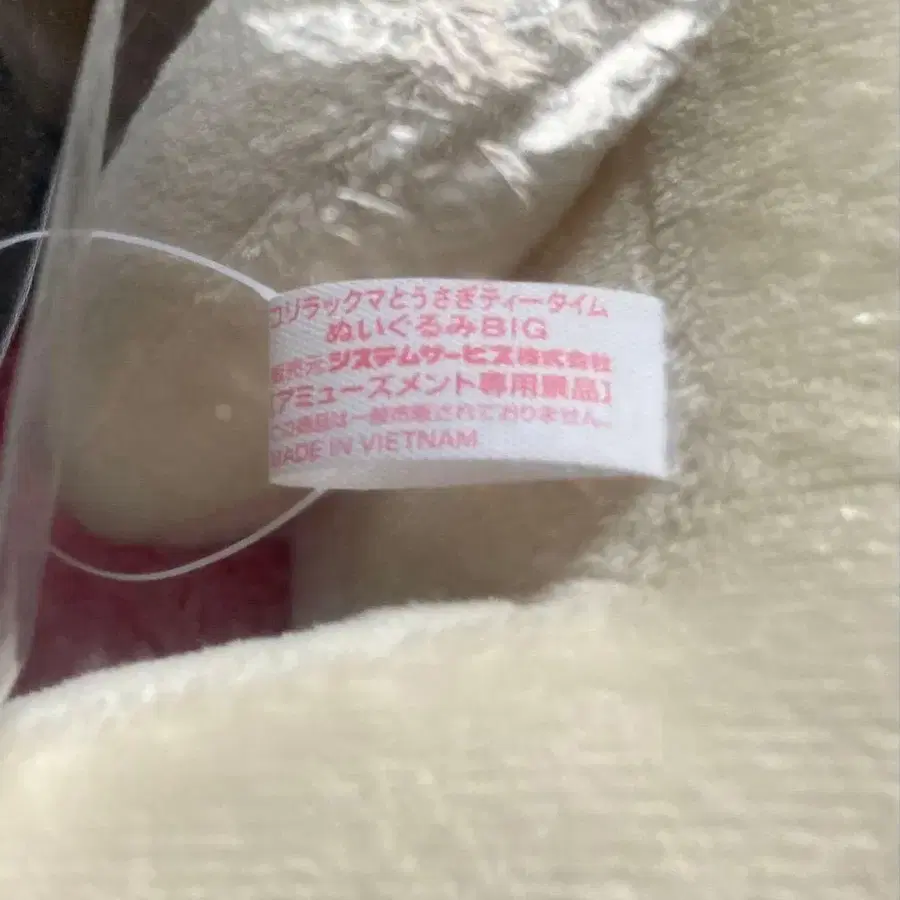 コリラックマとうさぎティータイム
ぬいぐるみBIG
販売元:システムサービス株式会社
【アミューズメント専用景品】
この商品は一般売販されておりません。
MADE IN VIETNAM